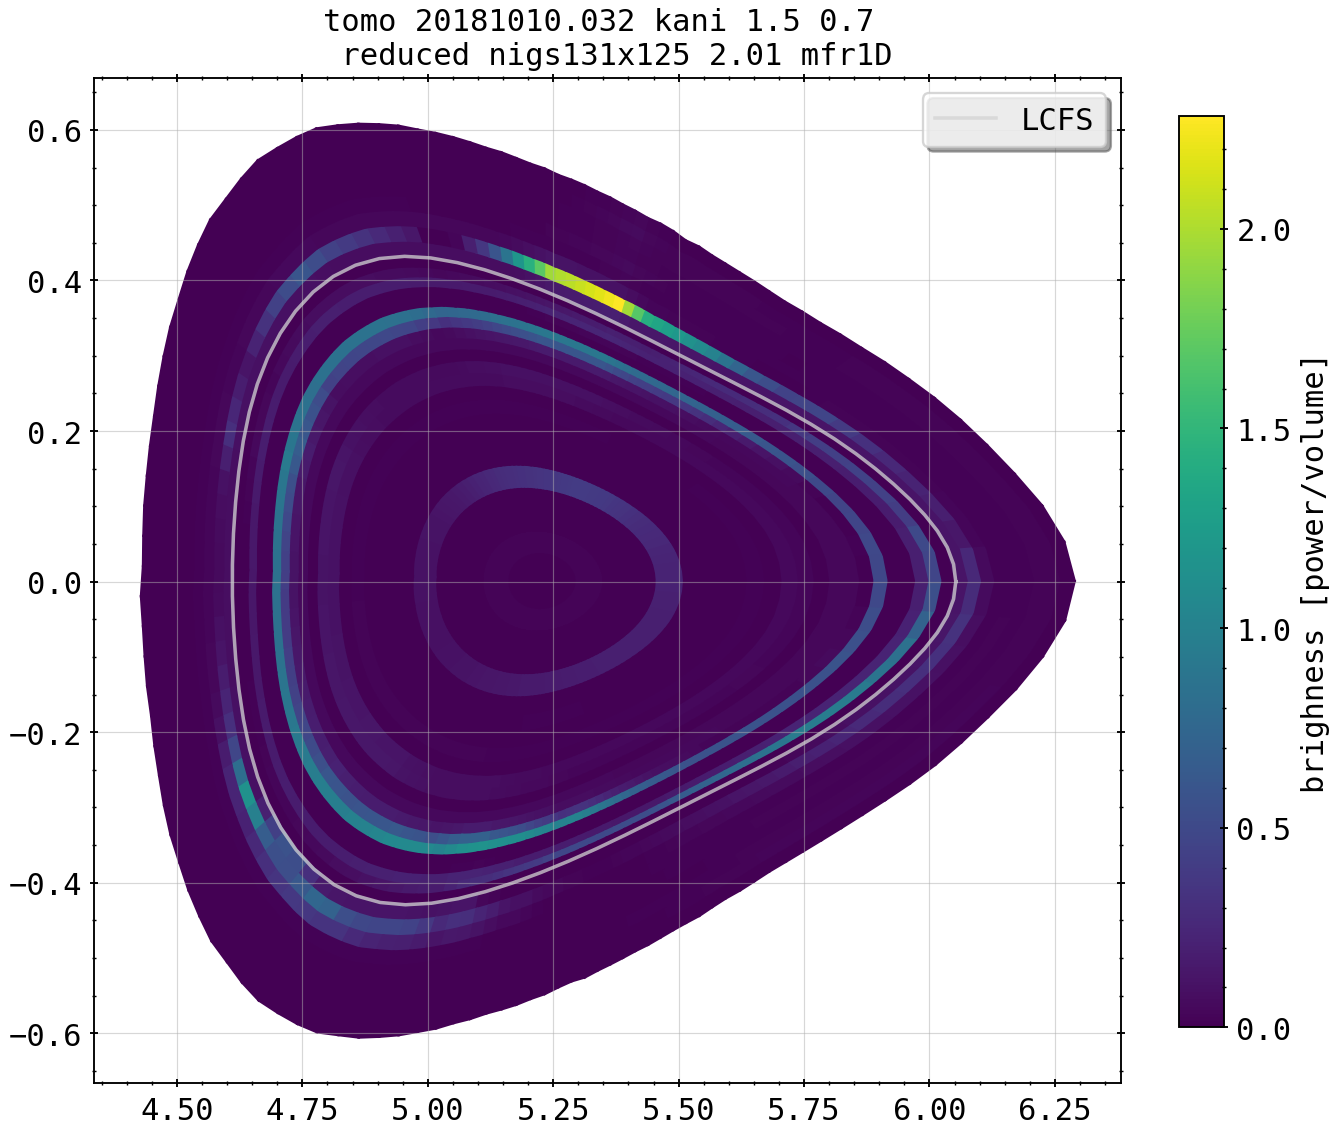 tomo 20181010.032 kani 1.5 0.7
reduced nigs131x125 2.01 mfr1D
LCFS
0.6
0.4
0.2
0.0
−0.2
−0.4
−0.6
4.50 4.75 5.00 5.25 5.50 5.75 6.00 6.25
2.0
1.5
1.0
0.5
0.0
brighness [power/volume]